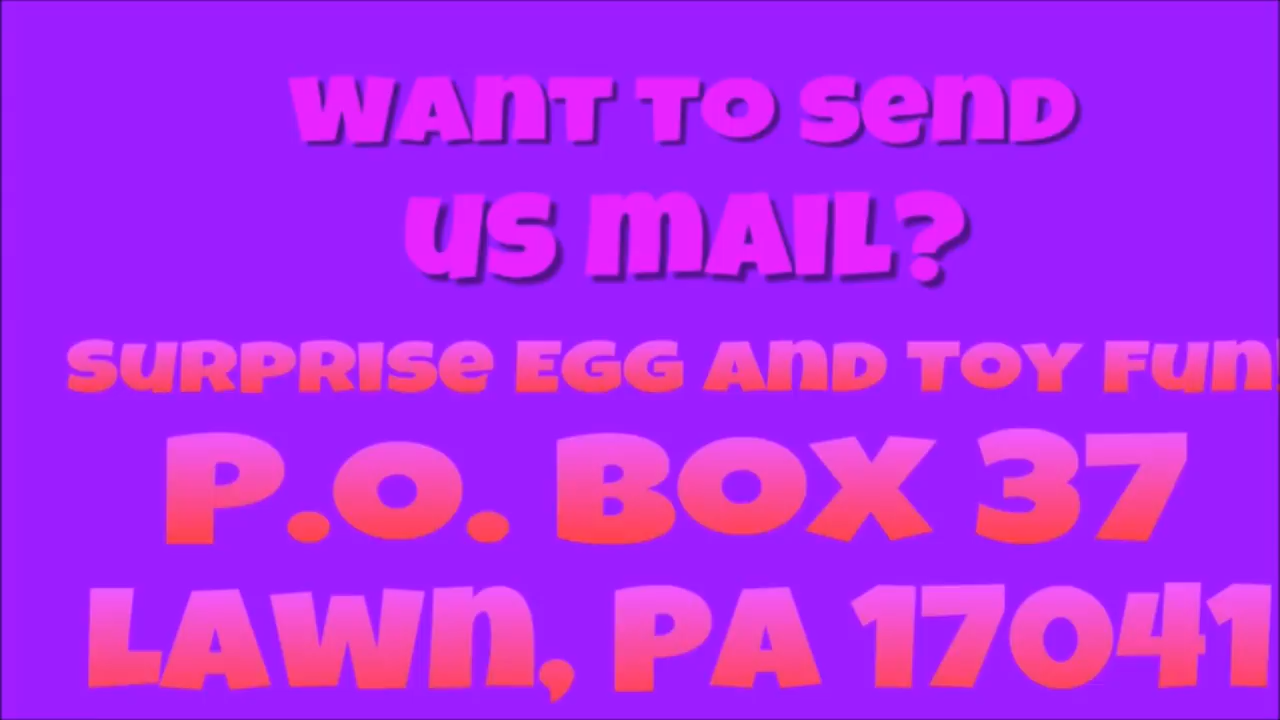 Want to send
us mail?
Surprise Egg and Toy Fun!
P.O. Box 37
Lawn, PA 17041